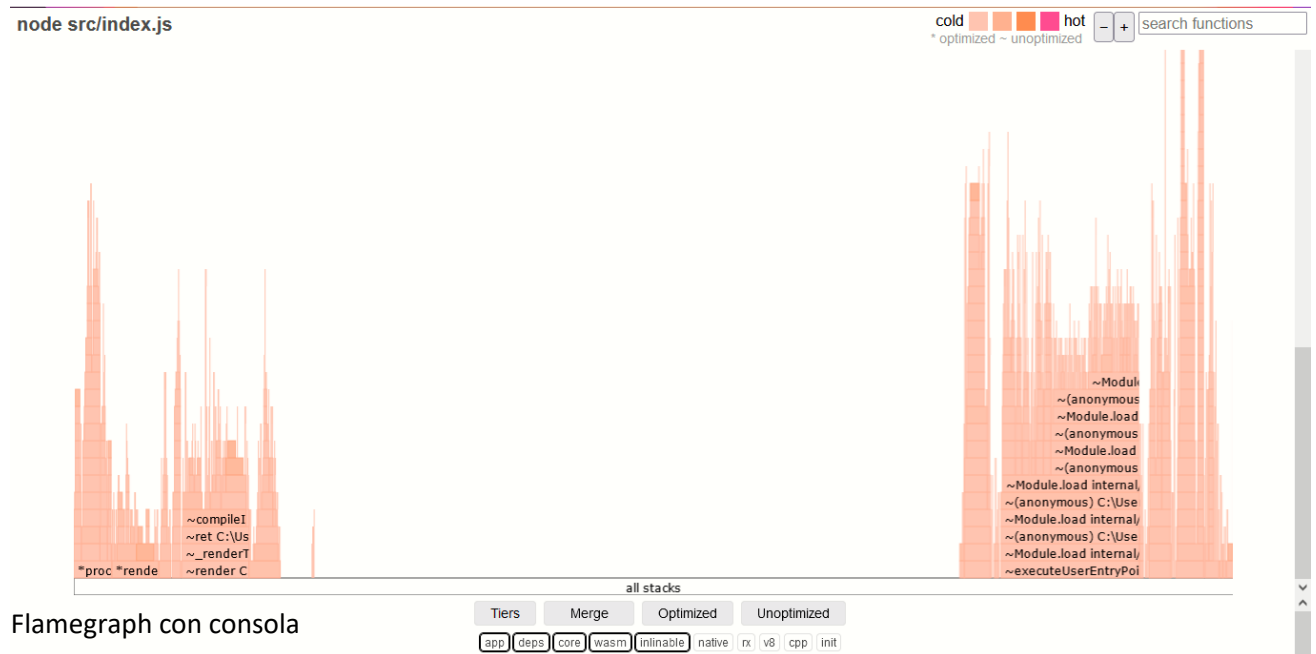 node src/index.js
cold hot
* optimized ~ unoptimized
− +
search functions
~Modul
~(anonymous
~Module.load
~(anonymous
~Module.load
~(anonymous
~Module.load internal/
~(anonymous) C:\Use
~Module.load internal/
~(anonymous) C:\Use
~Module.load internal/
~executeUserEntryPoi
~compileI
~ret C:\Us
~_renderT
~render C
*proc *rende
all stacks
Tiers Merge Optimized Unoptimized
app deps core wasm inlinable native rx v8 cpp init
Flamegraph con consola